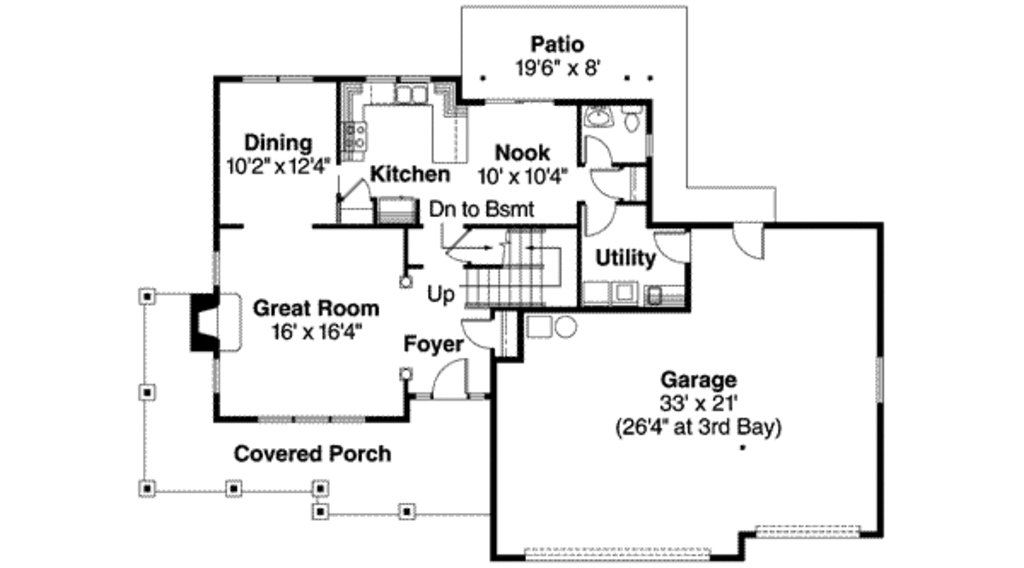 Patio
19'6" x 8'
Dining
10'2" x 12'4"
Kitchen
Nook
10' x 10'4"
Dn to Bsmt
Utility
Up
Great Room
16' x 16'4"
Foyer
Garage
33' x 21'
(26'4" at 3rd Bay)
Covered Porch